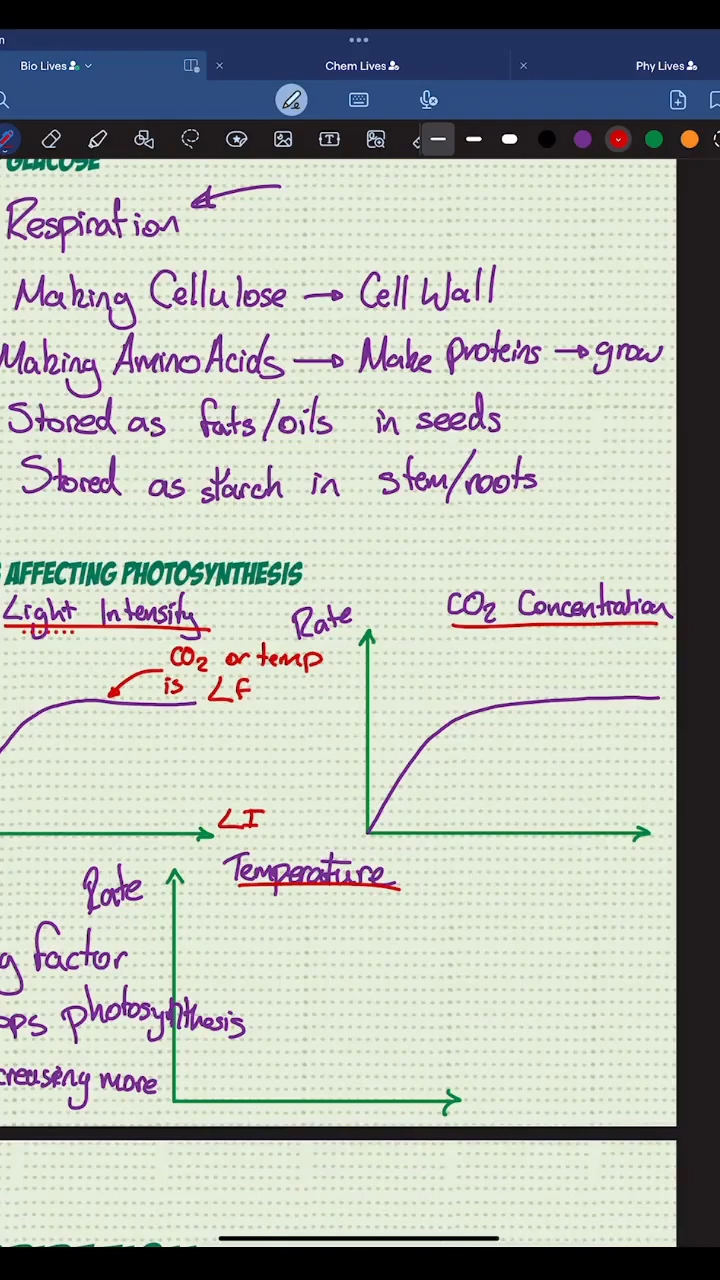 Bio Lives
Chem Lives
Phy Lives
GLUCOSE
Respiration
Making Cellulose → Cell Wall
Making Amino Acids → Make Proteins → grow
Stored as fats/oils in seeds
Stored as starch in stem/roots
AFFECTING PHOTOSYNTHESIS
Light Intensity
CO2 or temp
is LF
LI
Rate
CO2 Concentration
Temperature
Rate
factor
photosynthesis
more